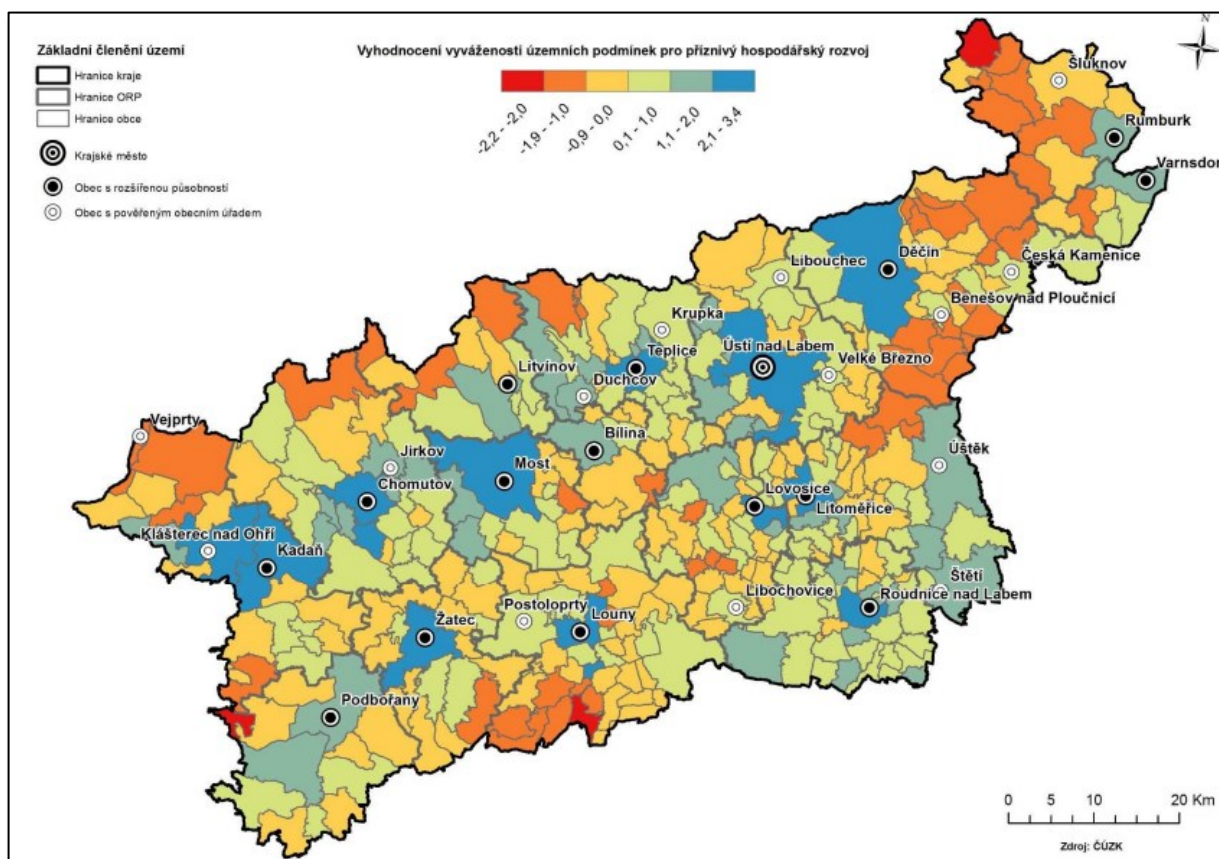 Základní členění území
Hranice kraje
Hranice ORP
Hranice obce
Krajské město
Obec s rozšířenou působností
Obec s pověřeným obecním úřadem
Vyhodnocení vyváženosti územních podmínek pro příznivý hospodářský rozvoj
-2,2 - -2,0
-1,9 - -1,0
-0,9 - 0,0
0,1 - 1,0
1,1 - 2,0
2,1 - 3,4
N
Šluknov
Rumburk
Varnsdorf
Děčín
Česká Kamenice
Libouchec
Benešov nad Ploučnicí
Krupka
Teplice
Ústí nad Labem
Velké Březno
Litvínov
Duchcov
Vejprty
Bílina
Jirkov
Most
Úštěk
Chomutov
Lovosice
Litoměřice
Klášterec nad Ohří
Kadaň
Štětí
Libochovice
Roudnice nad Labem
Postoloprty
Louny
Žatec
Podbořany
0 5 10 20 Km
Zdroj: ČÚZK